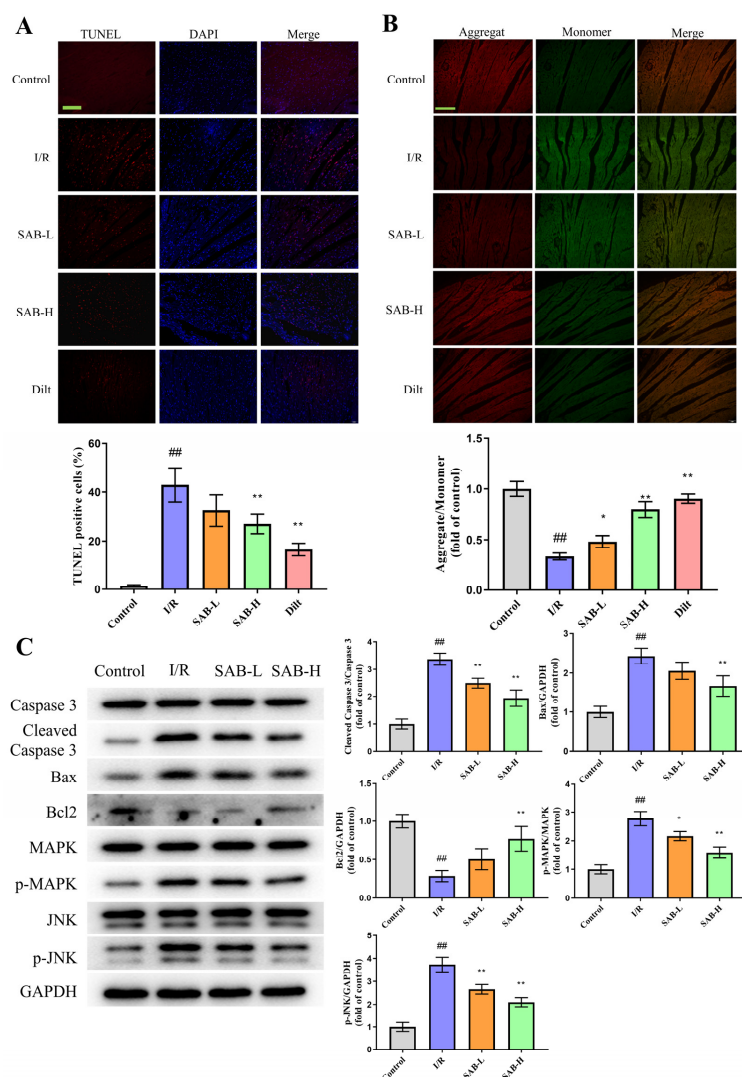 A
TUNEL DAPI Merge
Control
I/R
SAB-L
SAB-H
Dilt
TUNEL positive cells (%)
60
40
20
0
##
**
**
Control I/R SAB-L SAB-H Dilt
B
Aggregat Monomer Merge
Control
I/R
SAB-L
SAB-H
Dilt
Aggregate/Monomer
(fold of control)
1.5
1.0
0.5
0.0
##
*
**
**
Control I/R SAB-L SAB-H Dilt
C
Control I/R SAB-L SAB-H
Caspase 3
Cleaved
Caspase 3
Bax
Bcl2
MAPK
p-MAPK
JNK
p-JNK
GAPDH
Cleaved Caspase 3/Caspase 3
(fold of control)
4
3
2
1
0
##
**
**
Control I/R SAB-L SAB-H
Bax/GAPDH
(fold of control)
3
2
1
0
##
**
Control I/R SAB-L SAB-H
Bcl2/GAPDH
(fold of control)
1.5
1.0
0.5
0.0
##
**
Control I/R SAB-L SAB-H
p-MAPK/MAPK
(fold of control)
4
3
2
1
0
##
*
**
Control I/R SAB-L SAB-H
p-JNK/GAPDH
(fold of control)
5
4
3
2
1
0
##
**
**
Control I/R SAB-L SAB-H